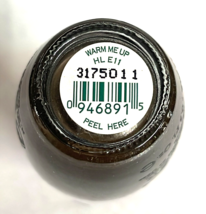 WARM ME UP
HL E11
3175011
0 946891 5
PEEL HERE